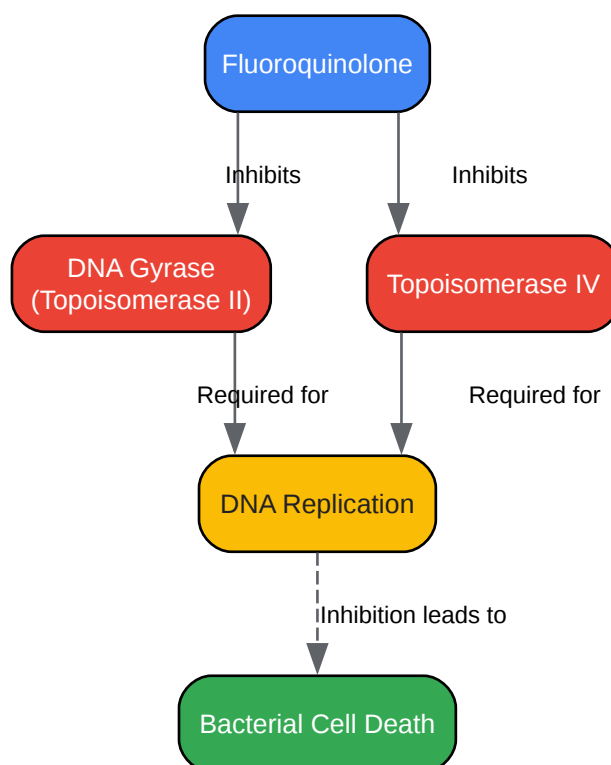 Fluoroquinolone
Inhibits
Inhibits
DNA Gyrase
(Topoisomerase II)
Topoisomerase IV
Required for
Required for
DNA Replication
Inhibition leads to
Bacterial Cell Death